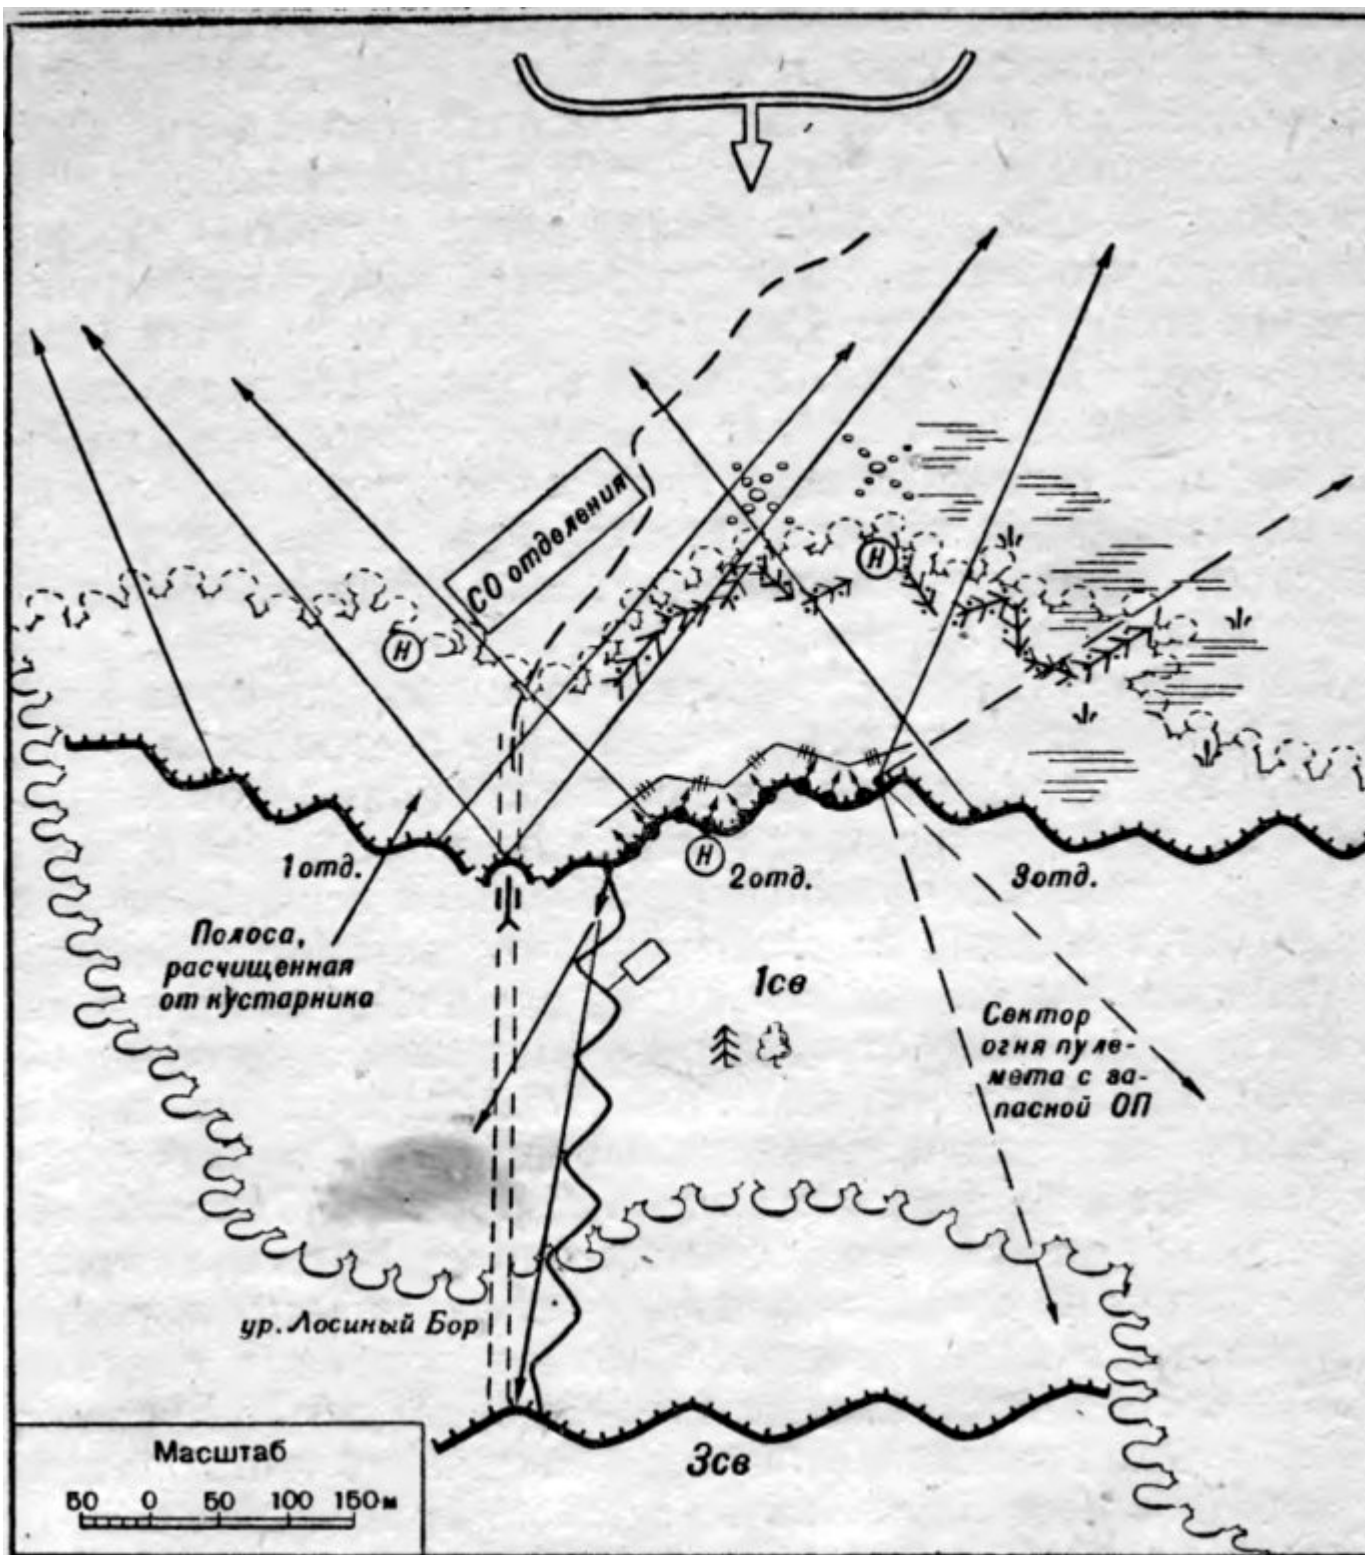 СО отделения
Н
Н
1отд.
Н
2отд.
3отд.
Полоса,
расчищенная
от кустарника
1св
Сектор
огня пуле-
мета с за-
пасной ОП
ур. Лосиный Бор
3св
Масштаб
50 0 50 100 150м